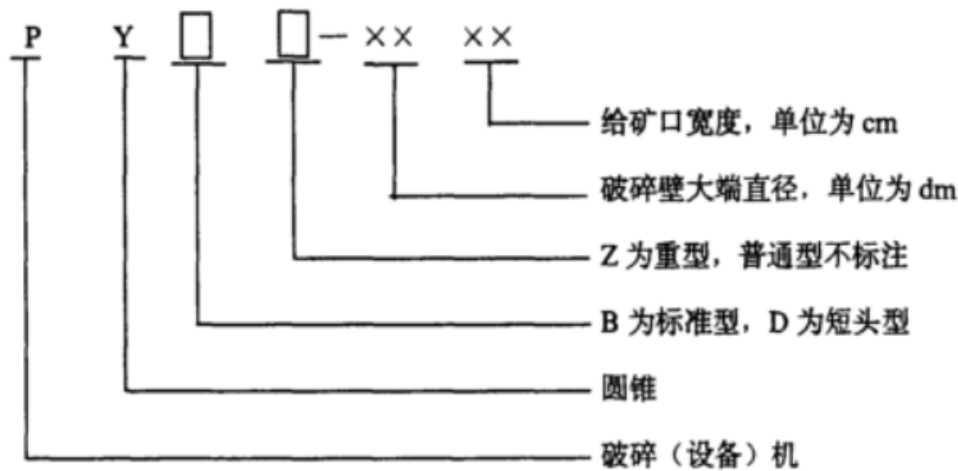 P Y □ □-×× ××
给矿口宽度，单位为 cm
破碎壁大端直径，单位为 dm
Z 为重型，普通型不标注
B 为标准型，D 为短头型
圆锥
破碎（设备）机